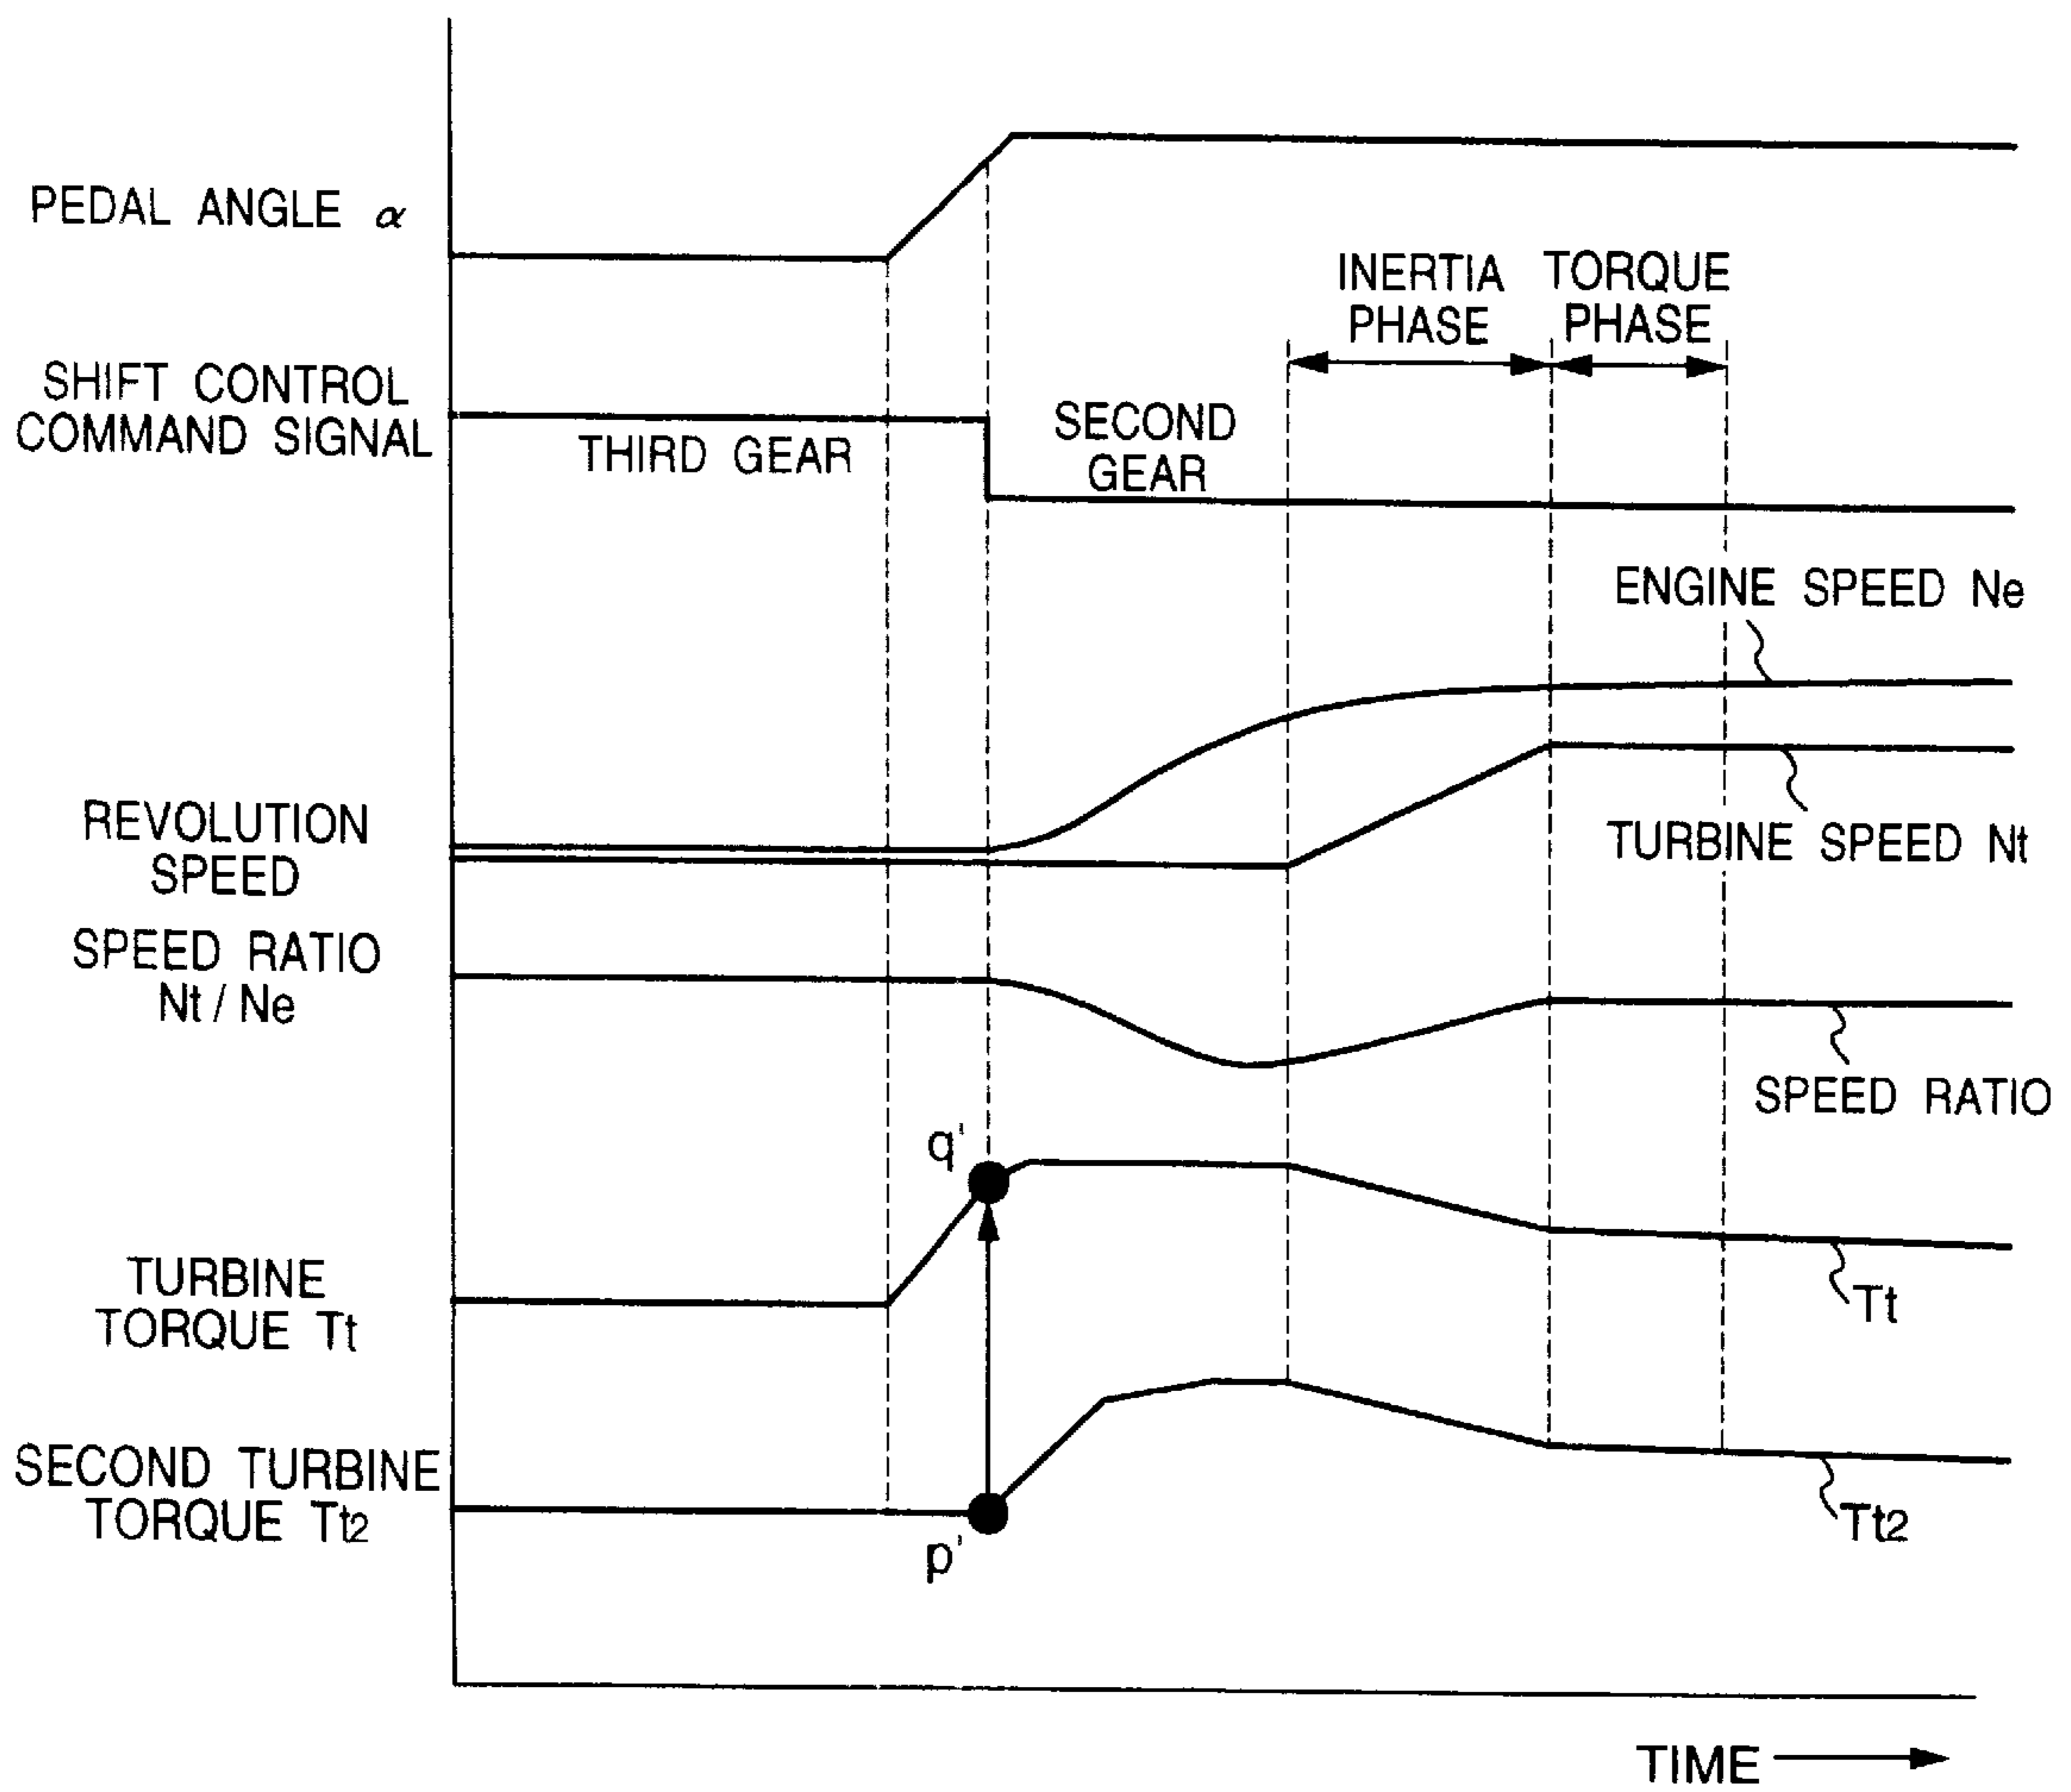 PEDAL ANGLE α
INERTIA PHASE
TORQUE PHASE
SHIFT CONTROL
COMMAND SIGNAL
THIRD GEAR
SECOND
GEAR
ENGINE SPEED Ne
REVOLUTION
SPEED
TURBINE SPEED Nt
SPEED RATIO
Nt / Ne
SPEED RATIO
q'
TURBINE
TORQUE Tt
Tt
SECOND TURBINE
TORQUE Tt2
Tt2
p'
TIME